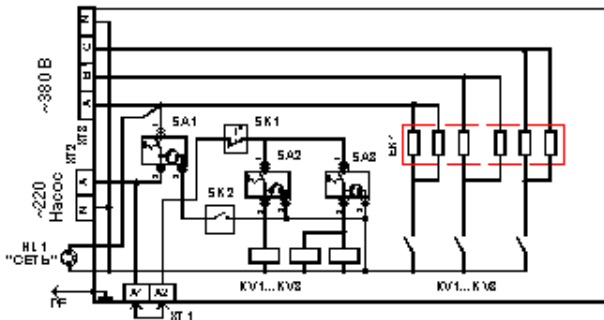 N
C
B
A
~380 В
XT3
XT2
SA1
SK1
SA2
SA3
SK2
A
N
~220
Насос
HL1
"СЕТЬ"
KV1...KV3
KV1...KV3
A1 A2
XT1
PE